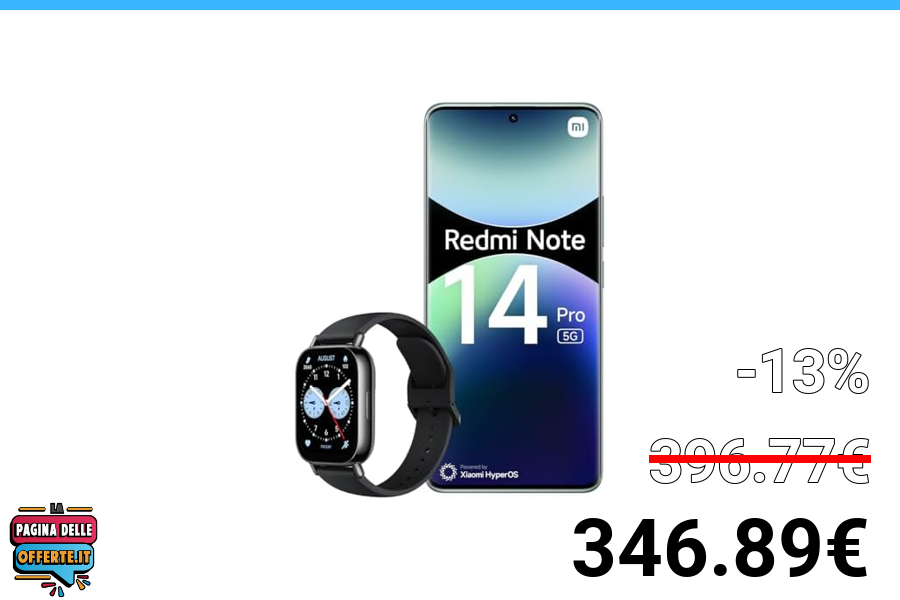 Redmi Note
14
Pro
5G
Powered by
Xiaomi HyperOS
AUGUST
-13%
396.77€
346.89€
LA
PAGINA DELLE
OFFERTE.IT